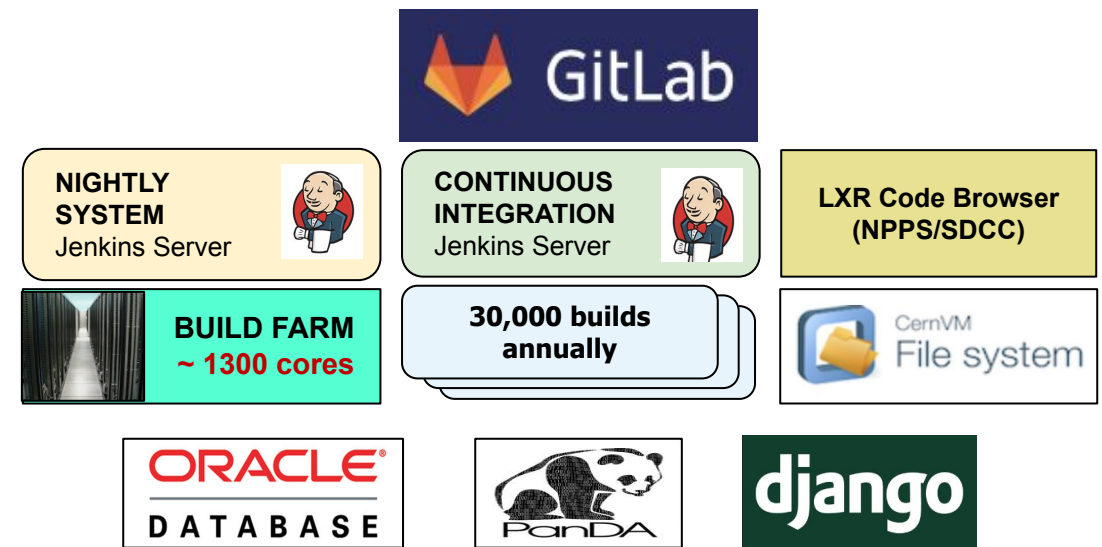 GitLab
NIGHTLY
SYSTEM
Jenkins Server
CONTINUOUS
INTEGRATION
Jenkins Server
LXR Code Browser
(NPPS/SDCC)
BUILD FARM
~ 1300 cores
30,000 builds
annually
CernVM
File system
ORACLE®
DATABASE
PanDA
django